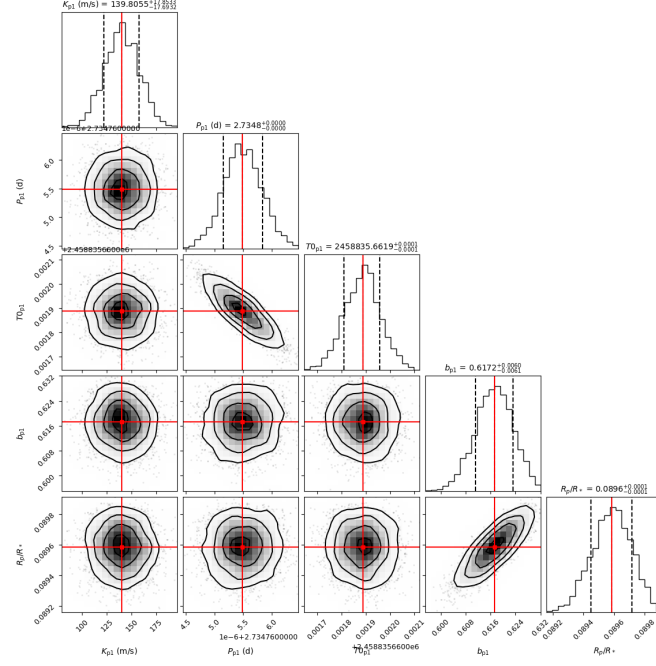 K_p1 (m/s) = 139.8055
−17.6932
1e−6+2.7347600000
P_p1 (d) = 2.7348+0.0000−0.0000
6.0
5.5
5.0
4.5
P_p1 (d)
+2.4588356600e6
T0_p1 = 2458835.6619+0.0001−0.0001
0.0021
0.0020
0.0019
0.0018
0.0017
T0_p1
b_p1 = 0.6172+0.0060−0.0061
0.632
0.624
0.616
0.608
0.600
b_p1
R_p/R⋆ = 0.0896+0.0001−0.0001
0.0898
0.0896
0.0894
0.0892
R_p/R⋆
100 125 150 175
4.5 5.0 5.5 6.0
0.0017 0.0018 0.0019 0.0020 0.0021
0.600 0.608 0.616 0.624 0.632
0.0892 0.0894 0.0896 0.0898
1e−6+2.7347600000
+2.4588356600e6
K_p1 (m/s)
P_p1 (d)
T0_p1
b_p1
R_p/R⋆